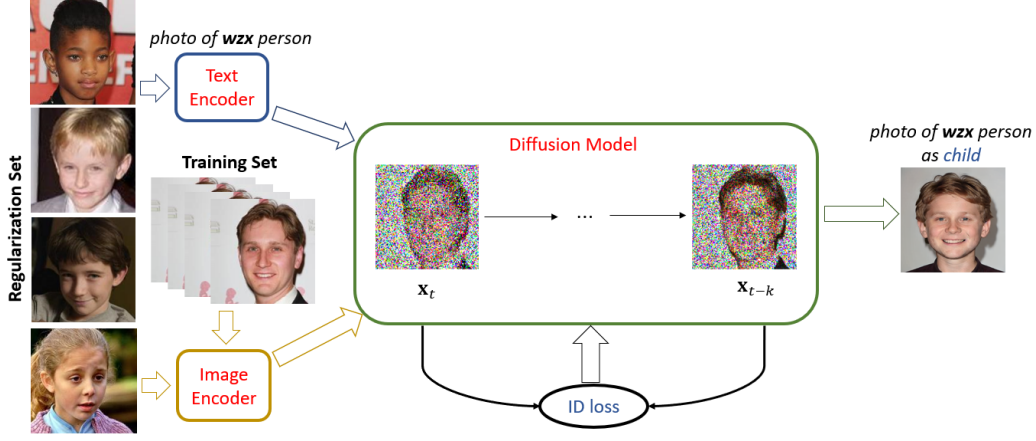 photo of wzx person
Text
Encoder
Regularization Set
Training Set
Image
Encoder
Diffusion Model
...
x_t
x_{t-k}
ID loss
photo of wzx person
as child